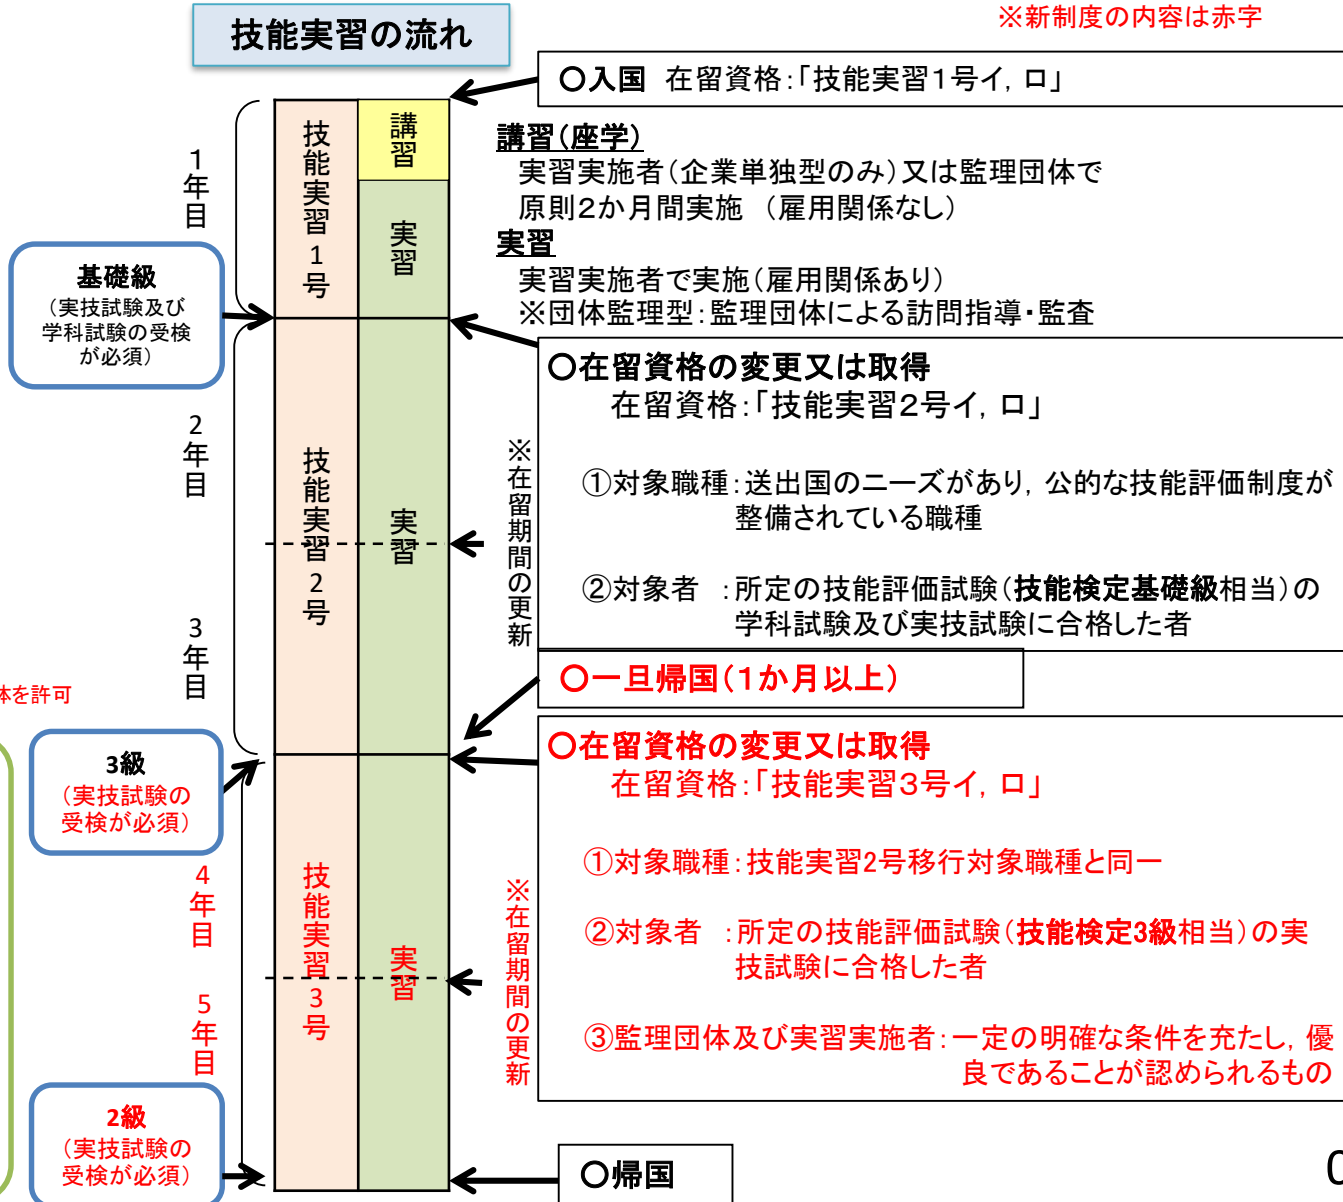 技能実習の流れ
※新制度の内容は赤字
〇入国 在留資格:「技能実習1号イ, ロ」
1年目
技能実習1号
講習
実習
講習(座学)
実習実施者(企業単独型のみ)又は監理団体で
原則2か月間実施 (雇用関係なし)
実習
実習実施者で実施(雇用関係あり)
※団体監理型:監理団体による訪問指導・監査
基礎級
(実技試験及び
学科試験の受検
が必須)
2年目
3年目
技能実習2号
実習
※在留期間の更新
〇在留資格の変更又は取得
在留資格:「技能実習2号イ, ロ」
①対象職種:送出国のニーズがあり, 公的な技能評価制度が
整備されている職種
②対象者 :所定の技能評価試験(技能検定基礎級相当)の
学科試験及び実技試験に合格した者
〇一旦帰国(1か月以上)
体を許可
3級
(実技試験の
受検が必須)
4年目
5年目
技能実習3号
実習
※在留期間の更新
〇在留資格の変更又は取得
在留資格:「技能実習3号イ, ロ」
①対象職種:技能実習2号移行対象職種と同一
②対象者 :所定の技能評価試験(技能検定3級相当)の実
技試験に合格した者
③監理団体及び実習実施者:一定の明確な条件を充たし, 優
良であることが認められるもの
2級
(実技試験の
受検が必須)
〇帰国